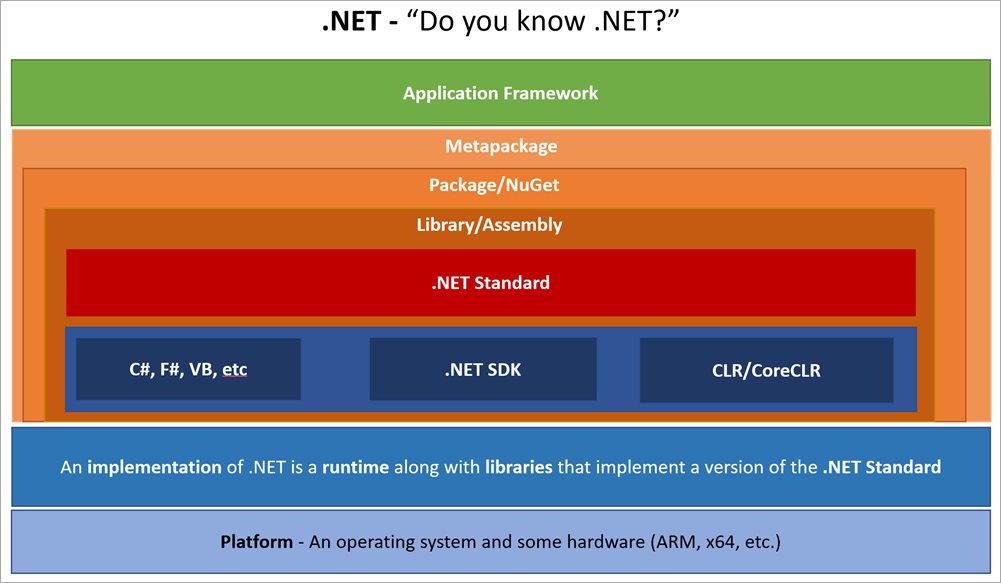 .NET - “Do you know .NET?”
Application Framework
Metapackage
Package/NuGet
Library/Assembly
.NET Standard
C#, F#, VB, etc
.NET SDK
CLR/CoreCLR
An implementation of .NET is a runtime along with libraries that implement a version of the .NET Standard
Platform - An operating system and some hardware (ARM, x64, etc.)